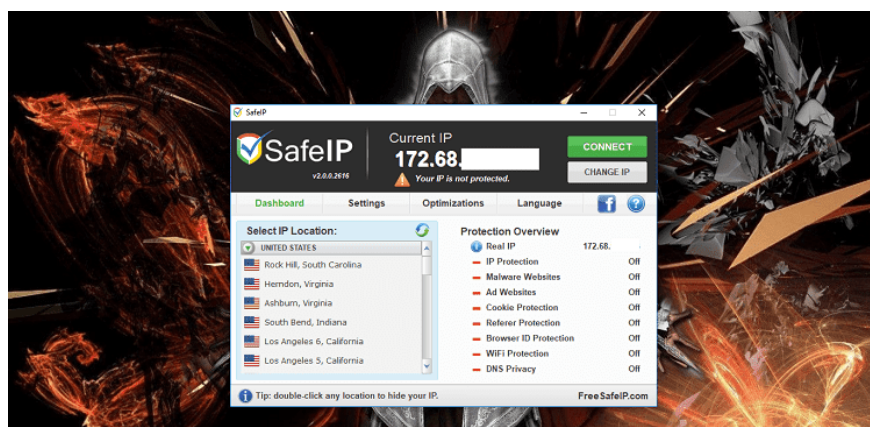 SafeIP
SafeIP
v2.0.0.2616
Current IP
172.68.
Your IP is not protected.
CONNECT
CHANGE IP
Dashboard Settings Optimizations Language f ?
Select IP Location:
UNITED STATES
Rock Hill, South Carolina
Herndon, Virginia
Ashburn, Virginia
South Bend, Indiana
Los Angeles 6, California
Los Angeles 5, California
Protection Overview
Real IP 172.68.
IP Protection Off
Malware Websites Off
Ad Websites Off
Cookie Protection Off
Referer Protection Off
Browser ID Protection Off
WiFi Protection Off
DNS Privacy Off
Tip: double-click any location to hide your IP.
FreeSafeIP.com